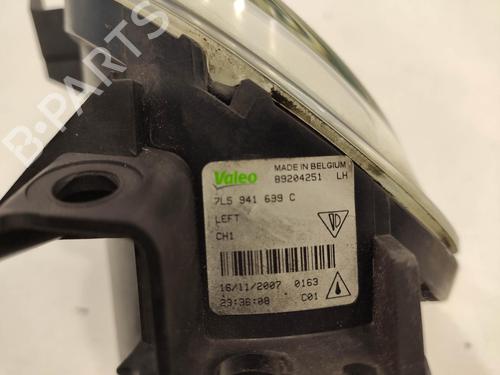 B-PARTS
Valeo
MADE IN BELGIUM
89204251 LH
7L5 941 699 C
LEFT
CH1
16/11/2007 0163
23:36:08 C01